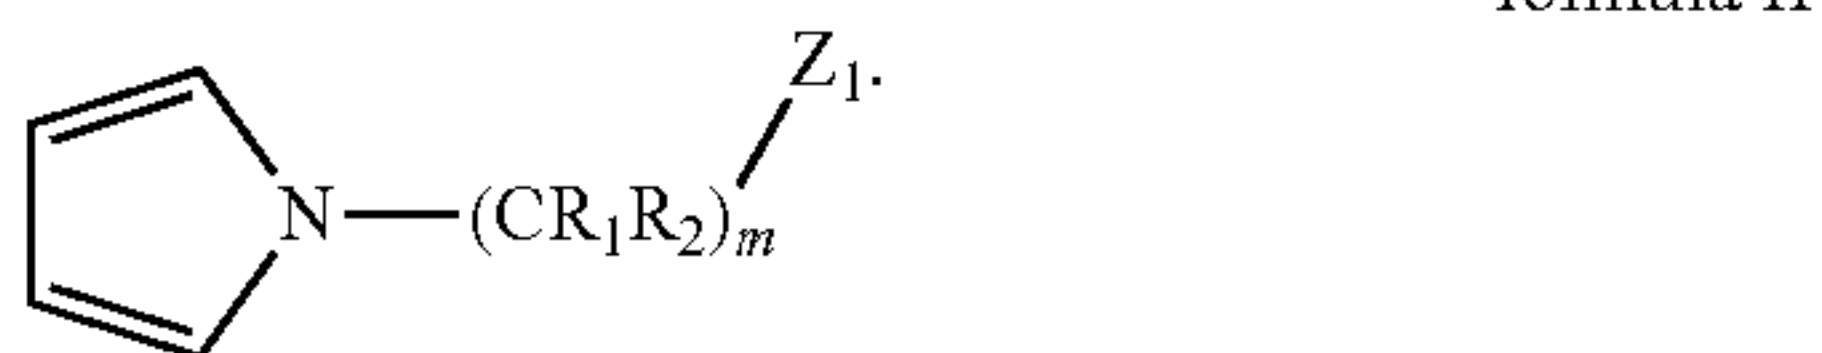 formula II
Z₁.
N—(CR₁R₂)ₘ